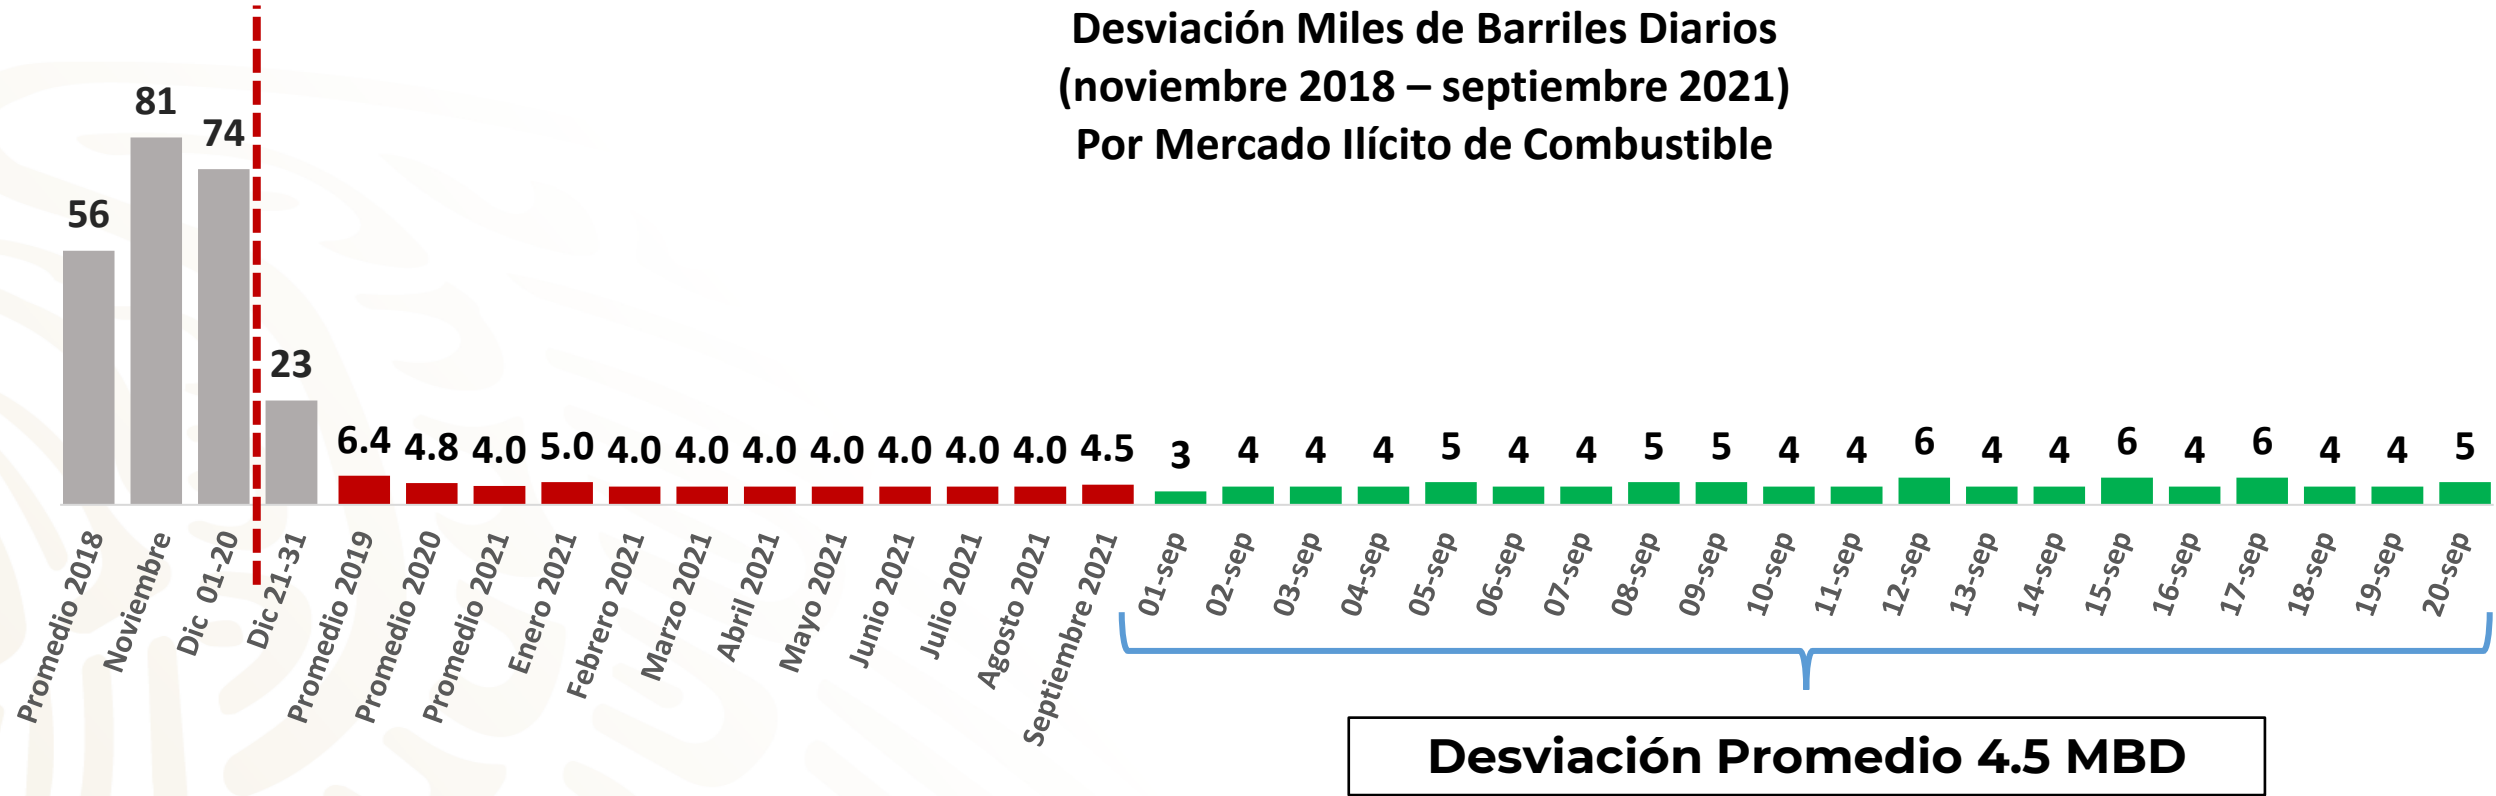 Desviación Miles de Barriles Diarios
(noviembre 2018 – septiembre 2021)
Por Mercado Ilícito de Combustible
56
81
74
23
6.4
4.8
4.0
5.0
4.0
4.0
4.0
4.0
4.0
4.0
4.0
4.5
3
4
4
4
5
4
4
5
5
4
4
6
4
4
6
4
6
4
4
5
Promedio 2018
Noviembre
Dic 01-20
Dic 21-31
Promedio 2019
Promedio 2020
Promedio 2021
Enero 2021
Febrero 2021
Marzo 2021
Abril 2021
Mayo 2021
Junio 2021
Julio 2021
Agosto 2021
Septiembre 2021
01-sep
02-sep
03-sep
04-sep
05-sep
06-sep
07-sep
08-sep
09-sep
10-sep
11-sep
12-sep
13-sep
14-sep
15-sep
16-sep
17-sep
18-sep
19-sep
20-sep
Desviación Promedio 4.5 MBD